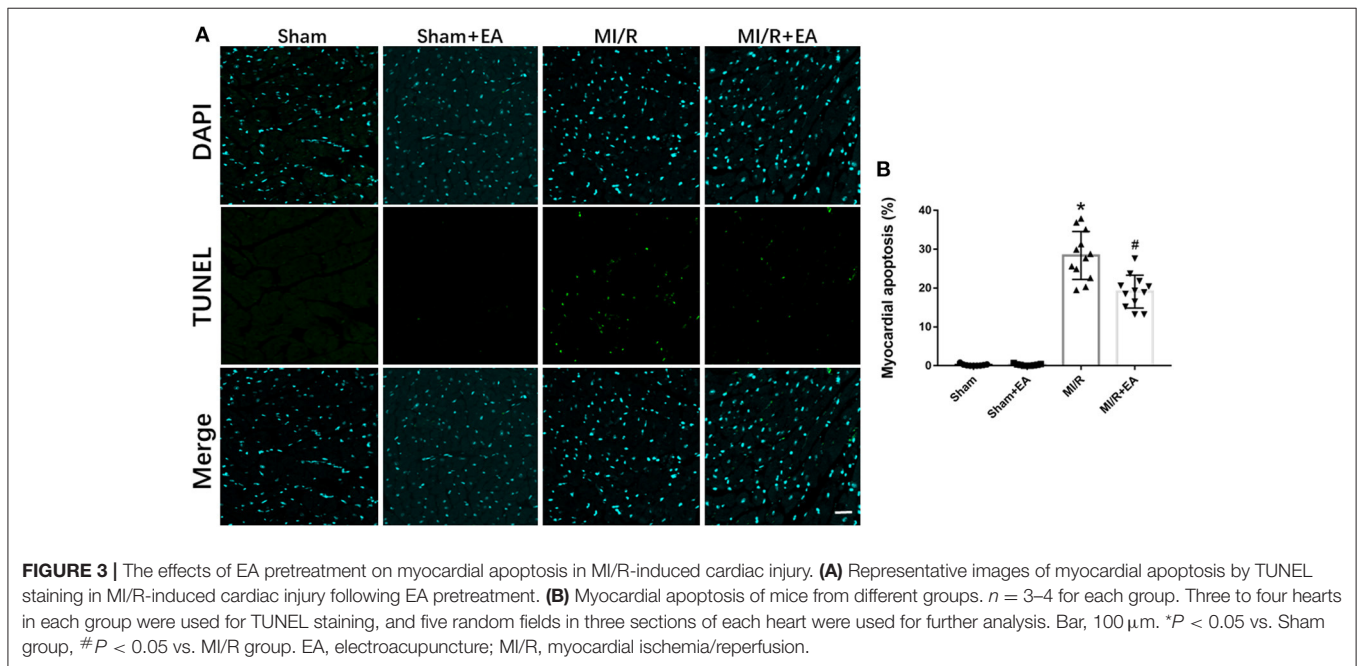 A
Sham Sham+EA MI/R MI/R+EA
DAPI
TUNEL
Merge
B
Myocardial apoptosis (%)
40
30
20
10
0
*
#
Sham
Sham+EA
MI/R
MI/R+EA
FIGURE 3 | The effects of EA pretreatment on myocardial apoptosis in MI/R-induced cardiac injury. (A) Representative images of myocardial apoptosis by TUNEL
staining in MI/R-induced cardiac injury following EA pretreatment. (B) Myocardial apoptosis of mice from different groups. n = 3–4 for each group. Three to four hearts
in each group were used for TUNEL staining, and five random fields in three sections of each heart were used for further analysis. Bar, 100 μm. *P < 0.05 vs. Sham
group, #P < 0.05 vs. MI/R group. EA, electroacupuncture; MI/R, myocardial ischemia/reperfusion.